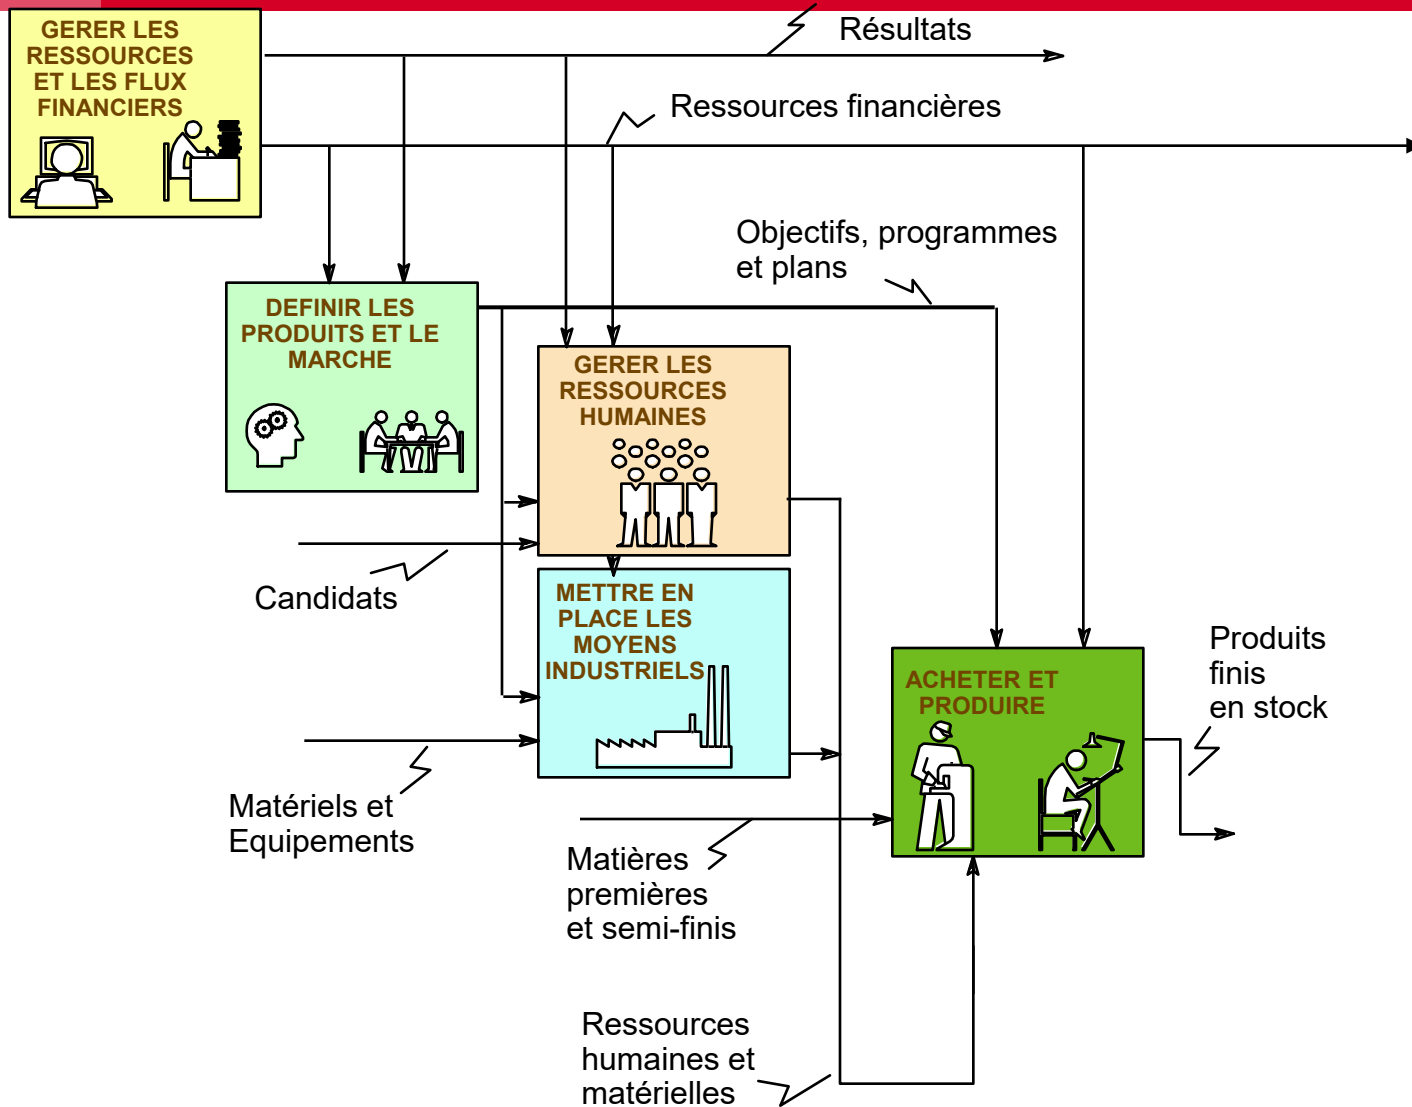 GERER LES
RESSOURCES
ET LES FLUX
FINANCIERS
Résultats
Ressources financières
Objectifs, programmes
et plans
DEFINIR LES
PRODUITS ET LE
MARCHE
GERER LES
RESSOURCES
HUMAINES
Candidats
METTRE EN
PLACE LES
MOYENS
INDUSTRIELS
Matériels et
Equipements
ACHETER ET
PRODUIRE
Produits
finis
en stock
Matières
premières
et semi-finis
Ressources
humaines et
matérielles